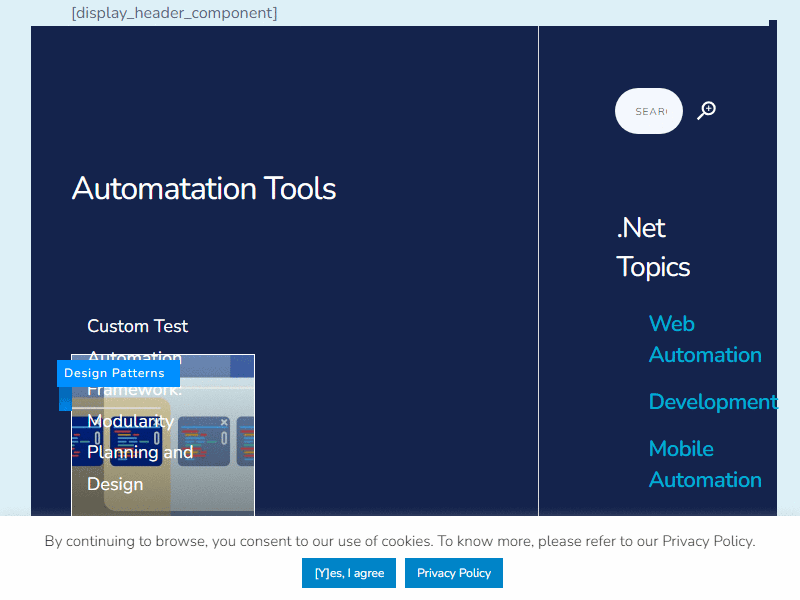 [display_header_component]
Automatation Tools
.Net
Topics
Web
Automation
Development
Mobile
Automation
Custom Test
Automation
Design Patterns
Framework:
Modularity
Planning and
Design
By continuing to browse, you consent to our use of cookies. To know more, please refer to our Privacy Policy.
[Y]es, I agree
Privacy Policy